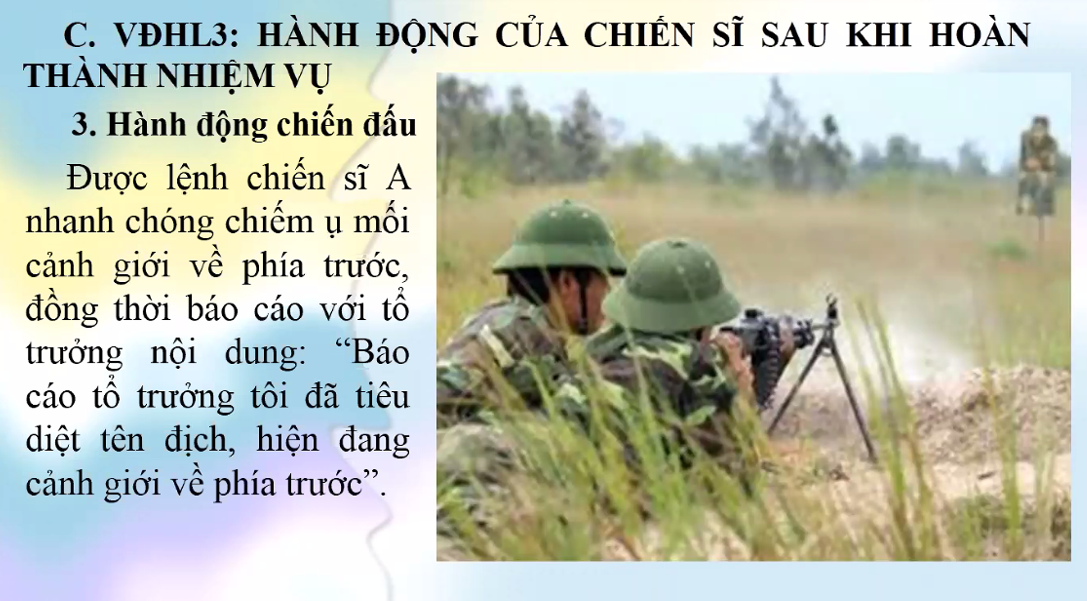 C. VĐHL3: HÀNH ĐỘNG CỦA CHIẾN SĨ SAU KHI HOÀN
THÀNH NHIỆM VỤ
3. Hành động chiến đấu
Được lệnh chiến sĩ A
nhanh chóng chiếm ụ mối
cảnh giới về phía trước,
đồng thời báo cáo với tổ
trưởng nội dung: “Báo
cáo tổ trưởng tôi đã tiêu
diệt tên địch, hiện đang
cảnh giới về phía trước”.